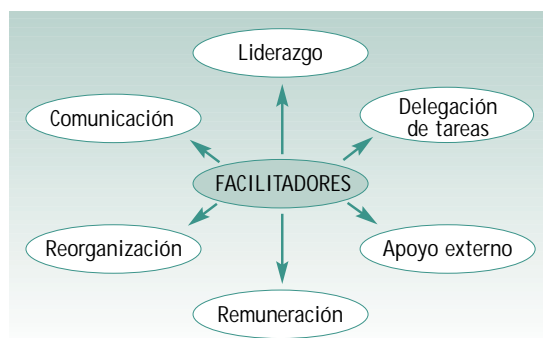 Liderazgo
Comunicación
Delegación
de tareas
FACILITADORES
Reorganización
Apoyo externo
Remuneración